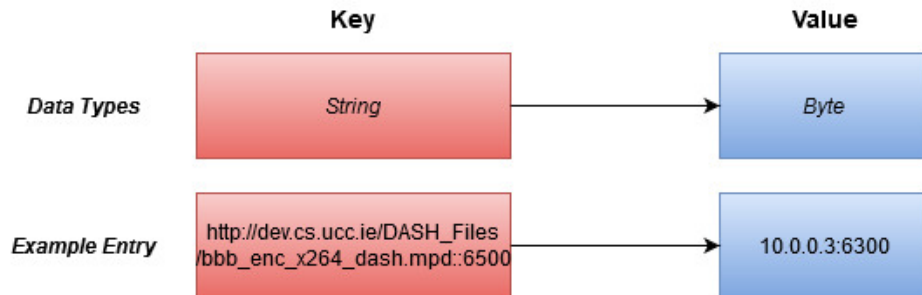 Key Value
Data Types String Byte
Example Entry http://dev.cs.ucc.ie/DASH_Files
/bbb_enc_x264_dash.mpd::6500 10.0.0.3:6300